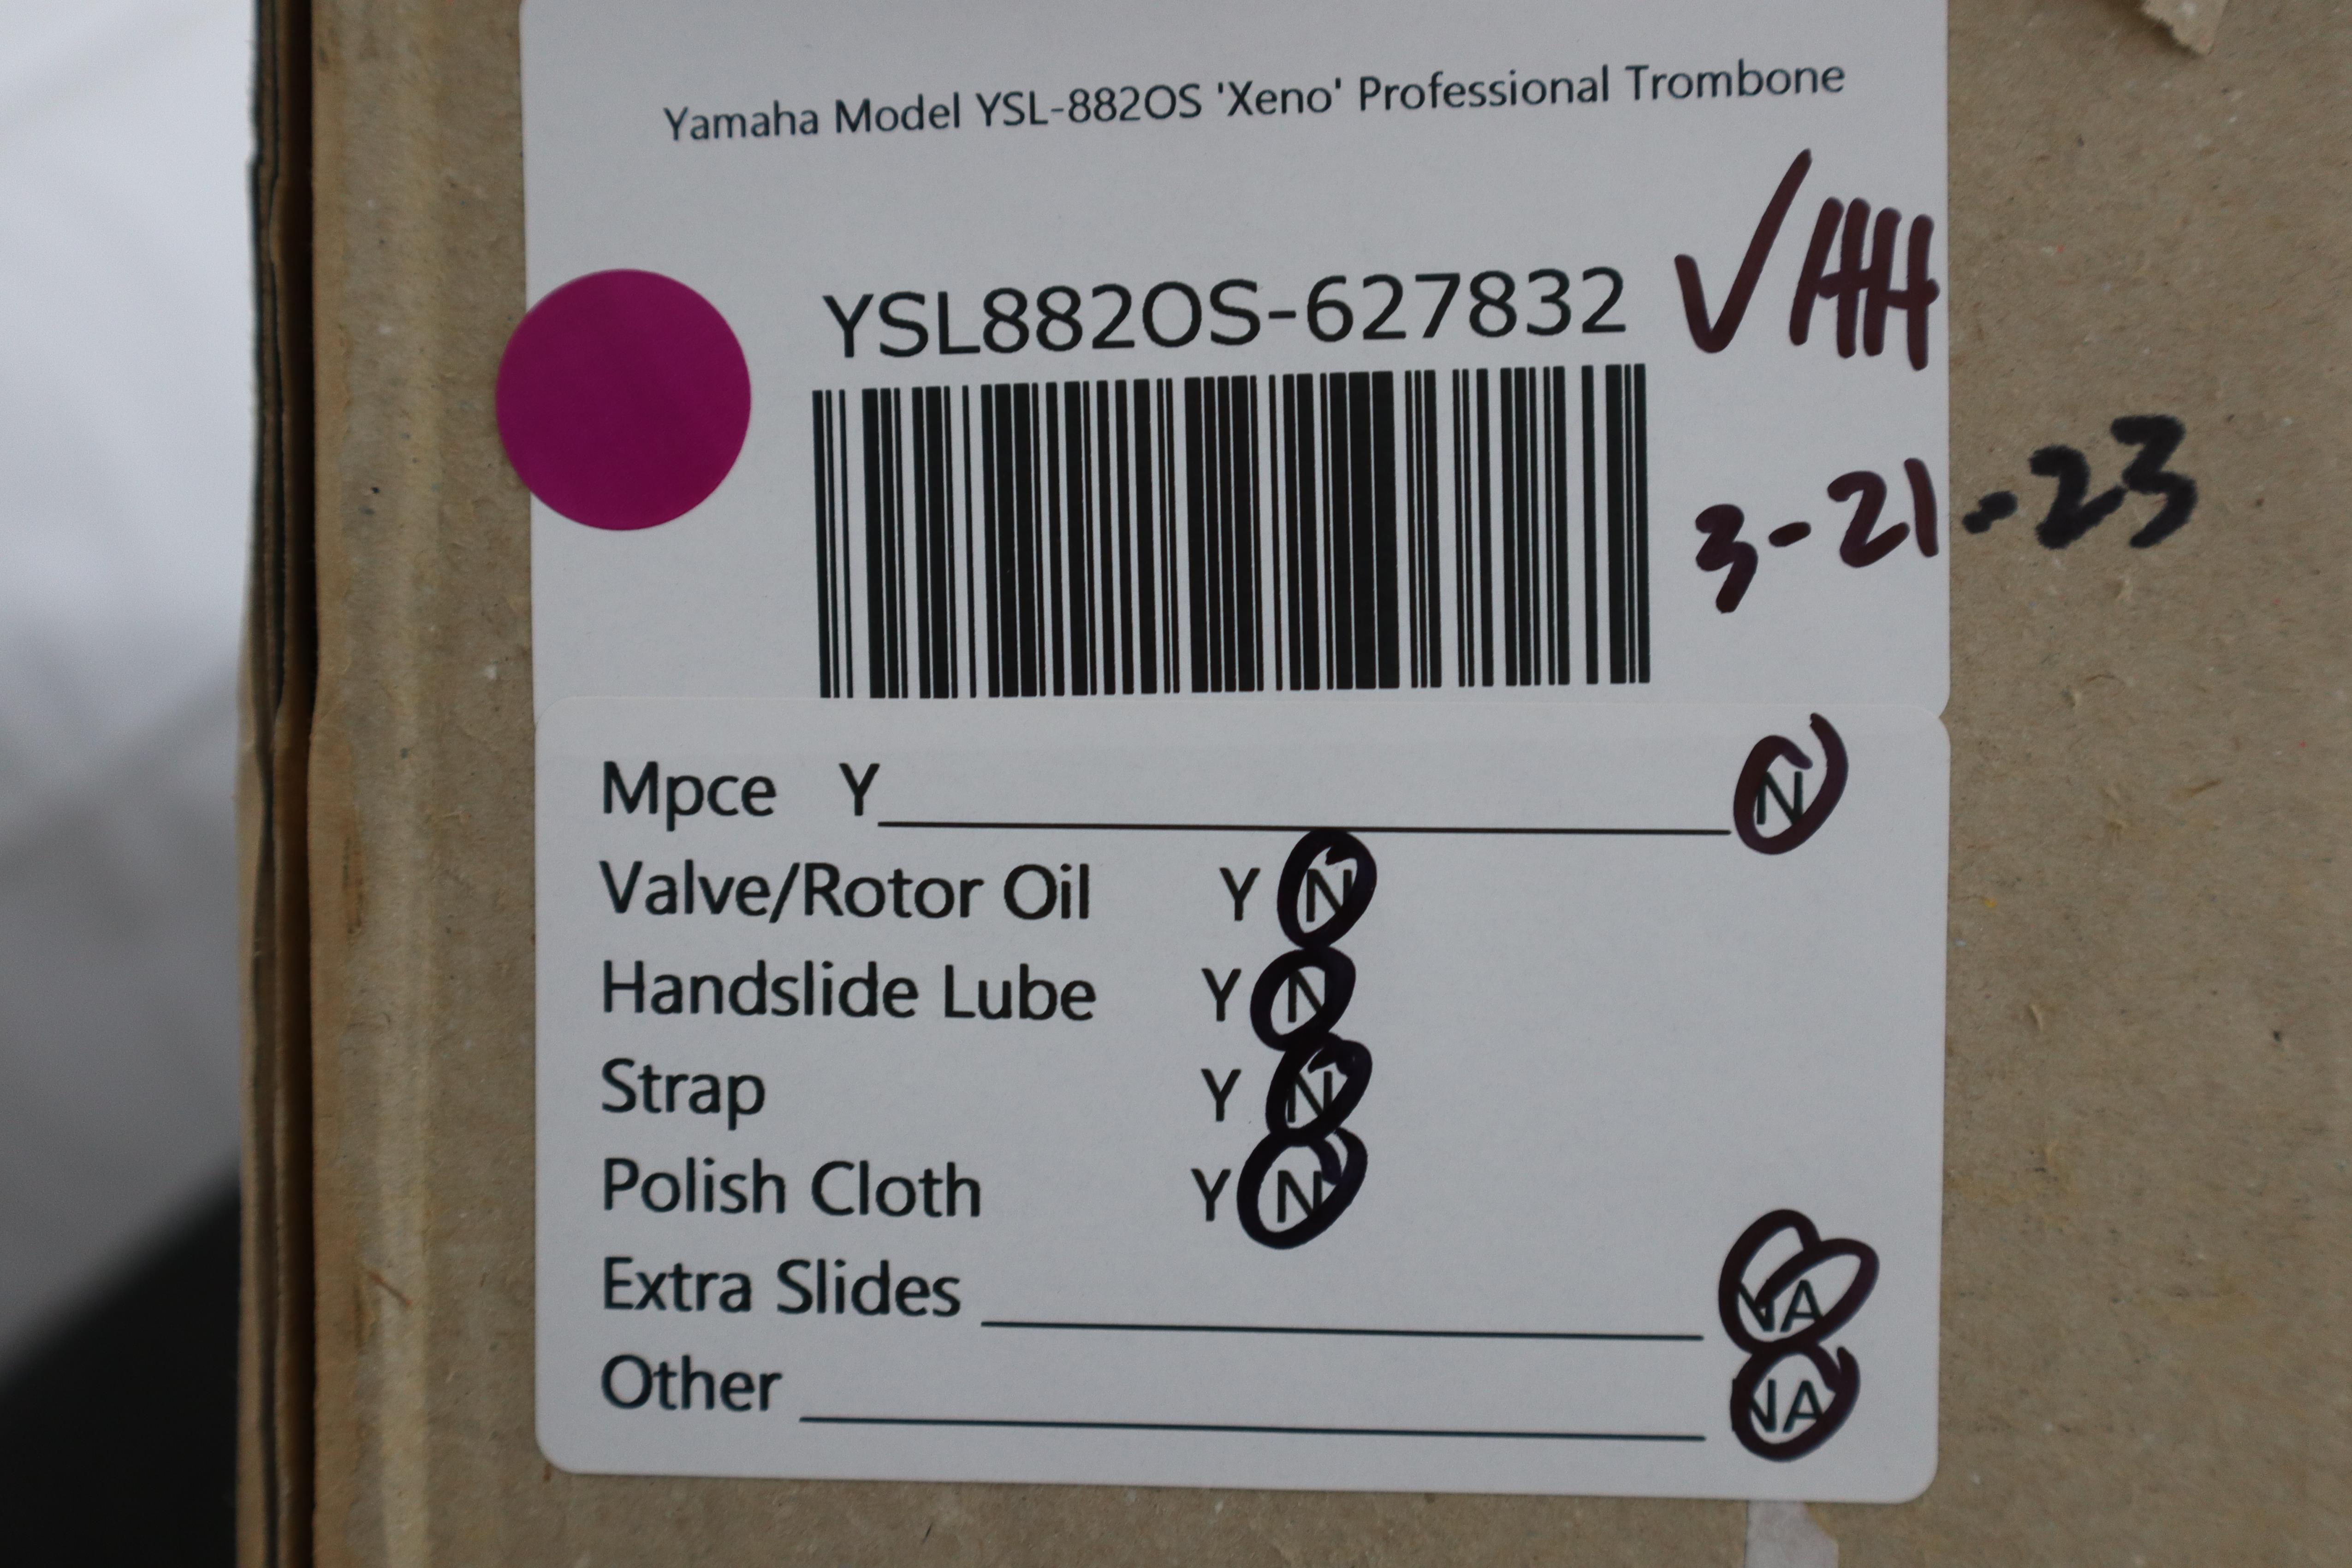 Yamaha Model YSL-882OS 'Xeno' Professional Trombone
YSL882OS-627832
3-21-23
Mpce Y N
Valve/Rotor Oil Y N
Handslide Lube Y N
Strap Y N
Polish Cloth Y N
Extra Slides NA
Other NA